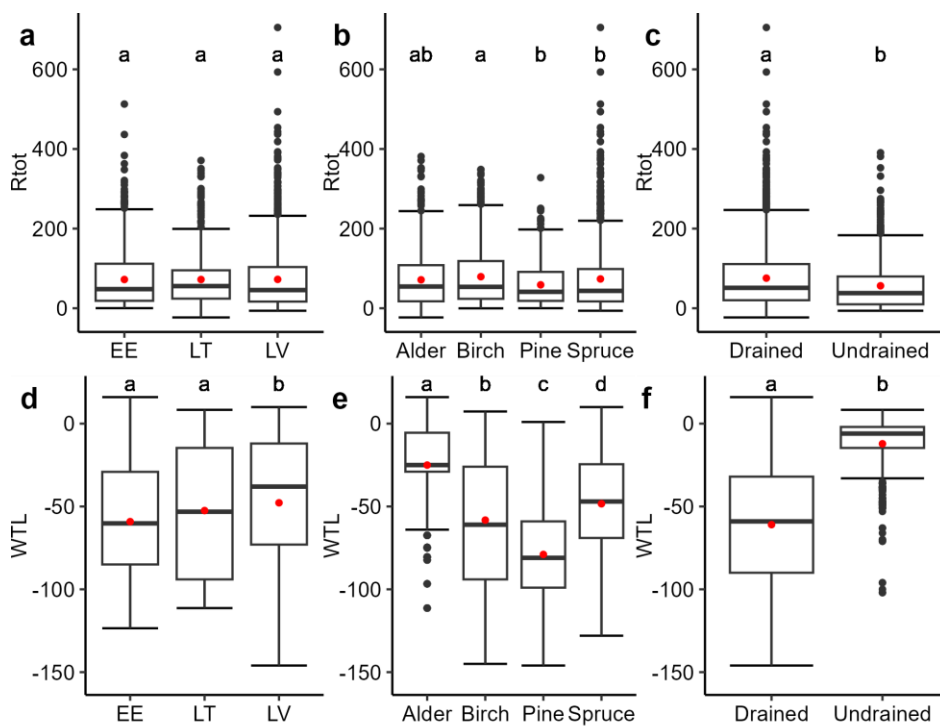 a b c
a a a ab a b b a b
600 600 600
400 400 400
Rtot Rtot Rtot
200 200 200
0 0 0
EE LT LV Alder Birch Pine Spruce Drained Undrained
d a a b e a b c d f a b
0 0 0
-50 -50 -50
WTL WTL WTL
-100 -100 -100
-150 -150 -150
EE LT LV Alder Birch Pine Spruce Drained Undrained